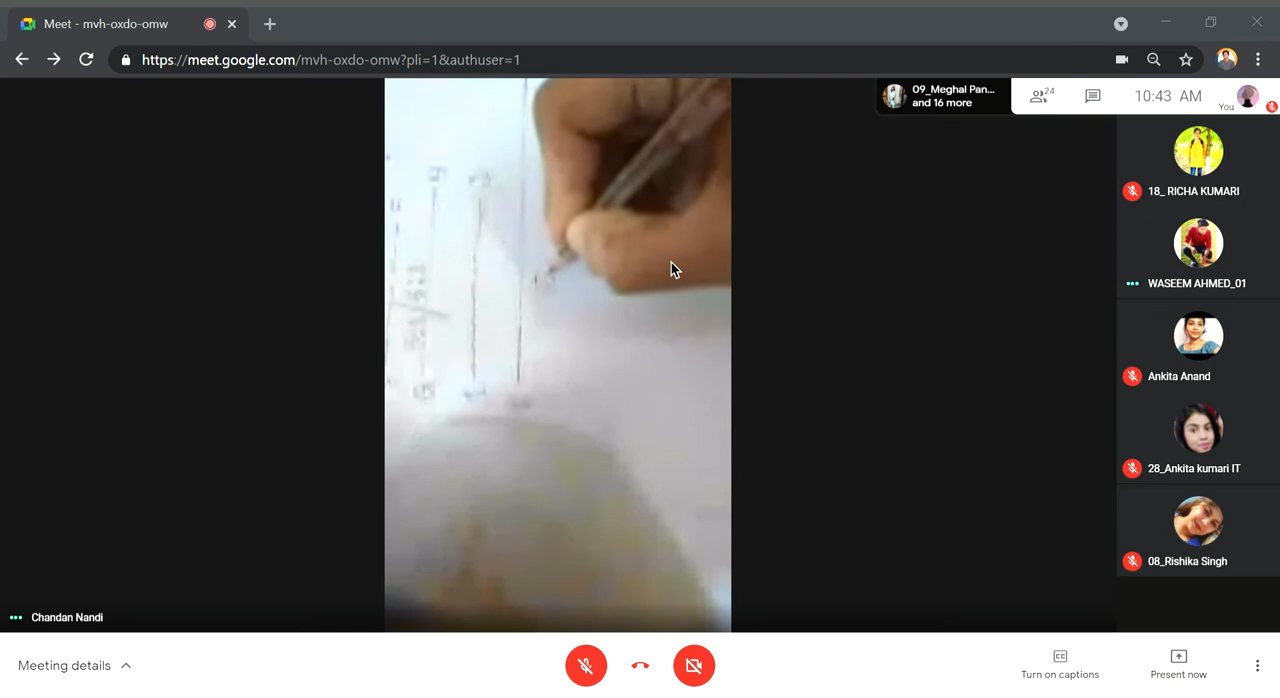 Meet - mvh-oxdo-omw
https://meet.google.com/mvh-oxdo-omw?pli=1&authuser=1
09_Meghal Pan...
and 16 more
24
10:43 AM
You
18_ RICHA KUMARI
WASEEM AHMED_01
Ankita Anand
28_Ankita kumari IT
08_Rishika Singh
Chandan Nandi
Meeting details
CC
Turn on captions
Present now